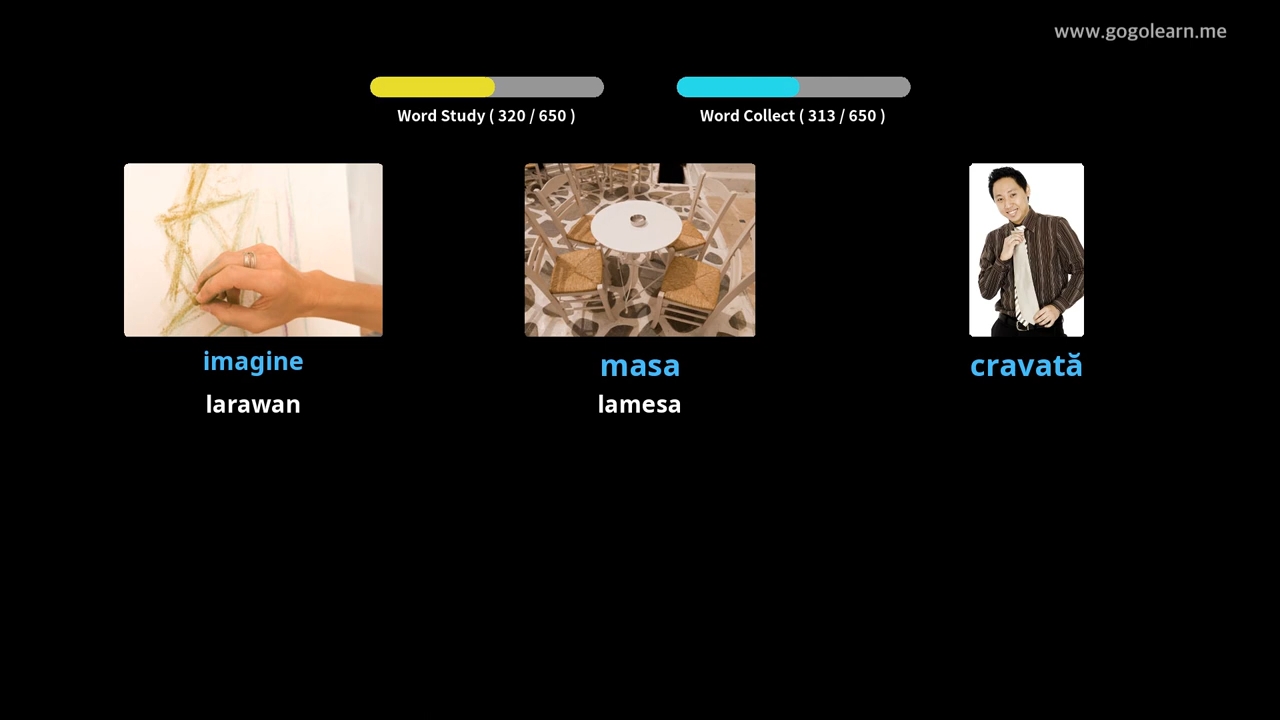 www.gogolearn.me
Word Study ( 320 / 650 )
Word Collect ( 313 / 650 )
imagine
larawan
masa
lamesa
cravată